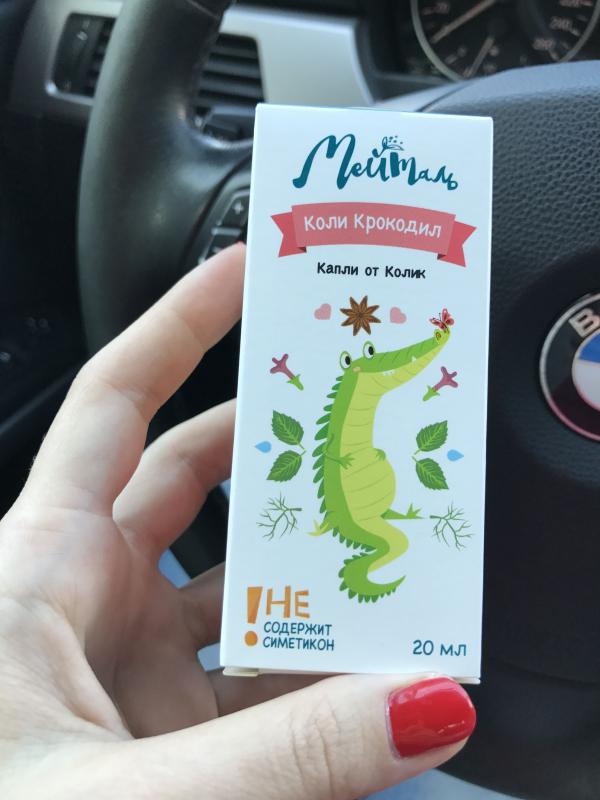 Мейталь
Коли Крокодил
Капли от Колик
! НЕ
СОДЕРЖИТ
СИМЕТИКОН
20 мл